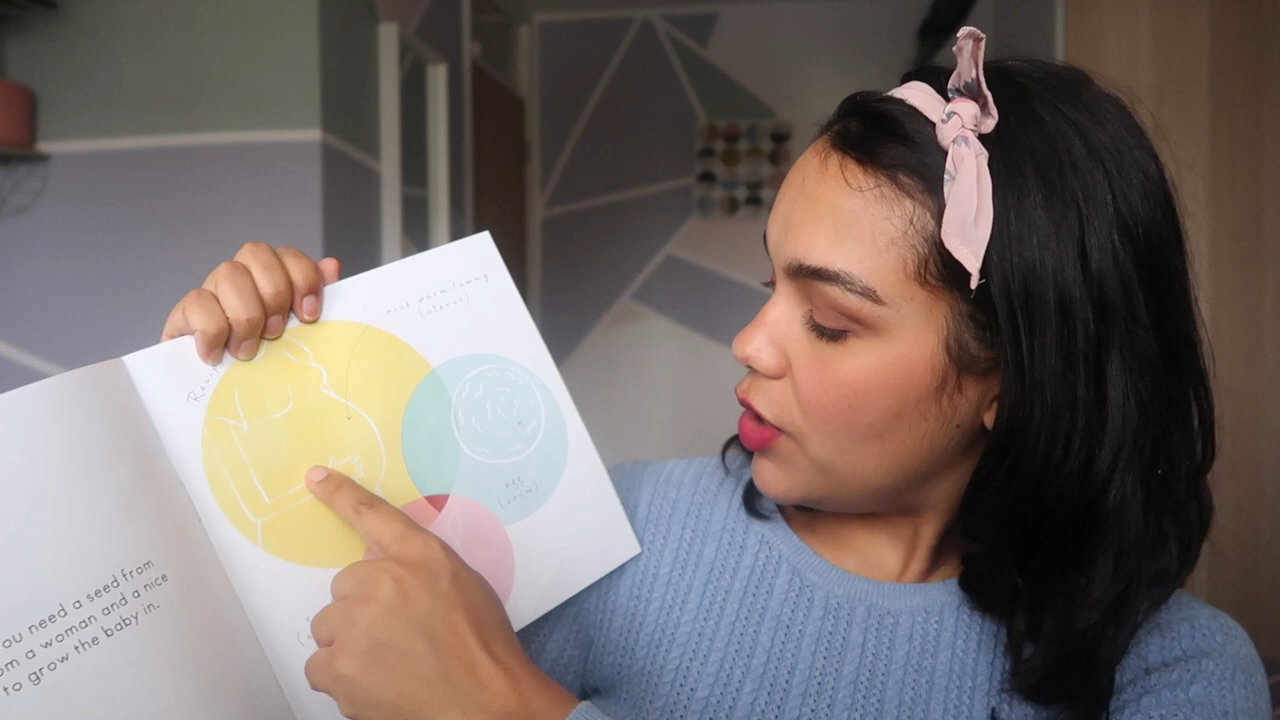 ou need a seed from
om a woman and a nice
to grow the baby in.
nice warm tummy
(uterus)
egg
(ovum)